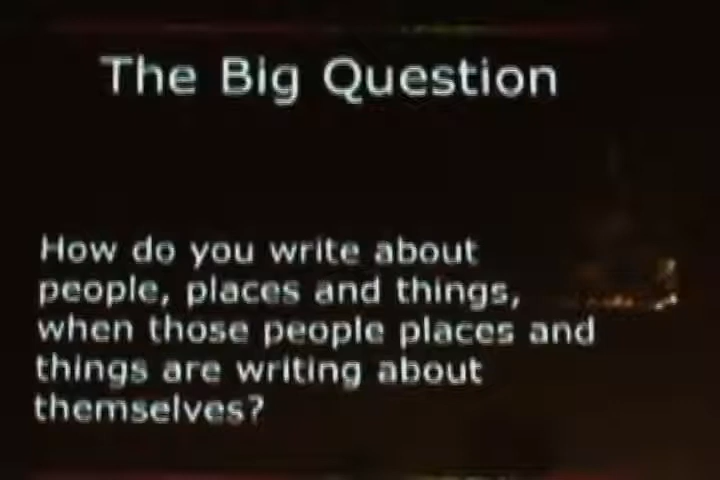 The Big Question
How do you write about
people, places and things,
when those people places and
things are writing about
themselves?